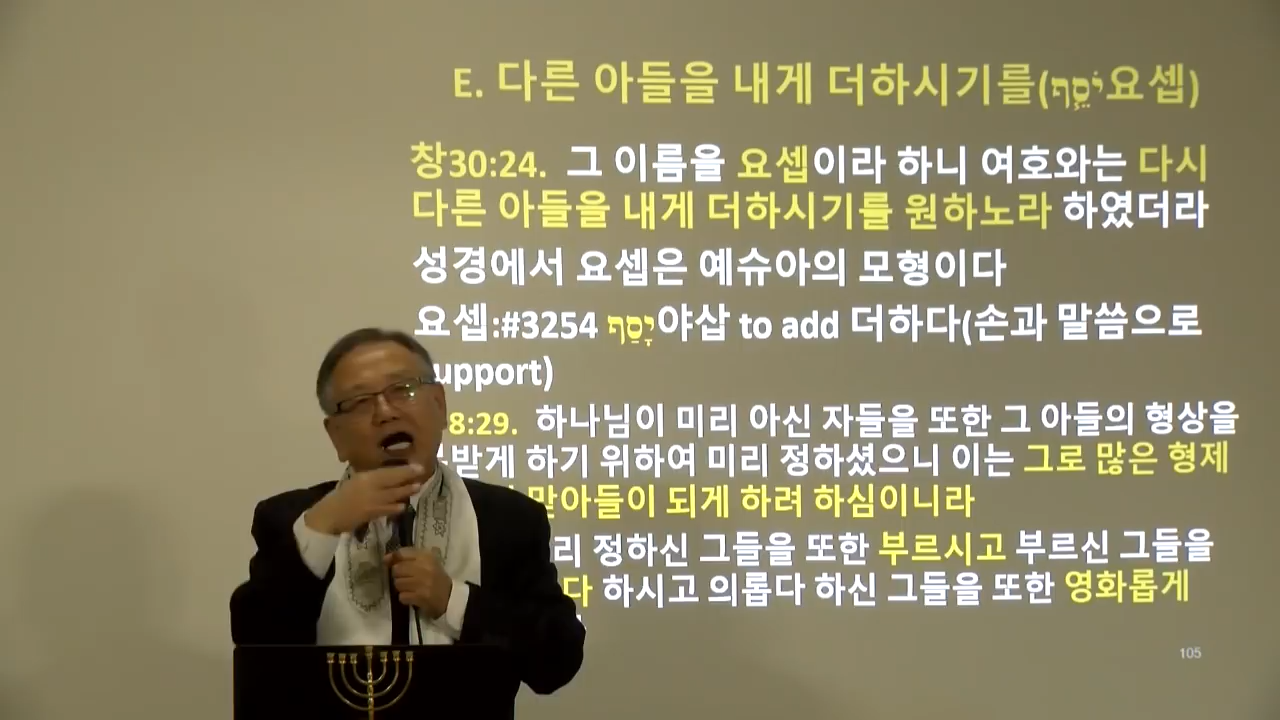 E. 다른 아들을 내게 더하시기를(יֹסֵף요셉)
창30:24. 그 이름을 요셉이라 하니 여호와는 다시
다른 아들을 내게 더하시기를 원하노라 하였더라
성경에서 요셉은 예슈아의 모형이다
요셉:#3254 יָסַף야삽 to add 더하다(손과 말씀으로
upport)
8:29. 하나님이 미리 아신 자들을 또한 그 아들의 형상을
받게 하기 위하여 미리 정하셨으니 이는 그로 많은 형제
맏아들이 되게 하려 하심이니라
리 정하신 그들을 또한 부르시고 부르신 그들을
다 하시고 의롭다 하신 그들을 또한 영화롭게
105